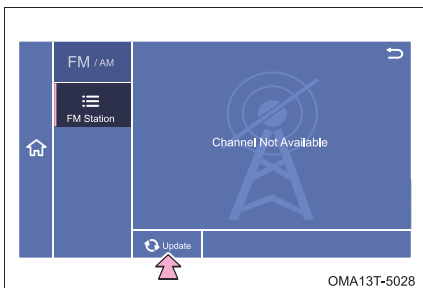 FM / AM
FM Station
Channel Not Available
Update
OMA13T-5028